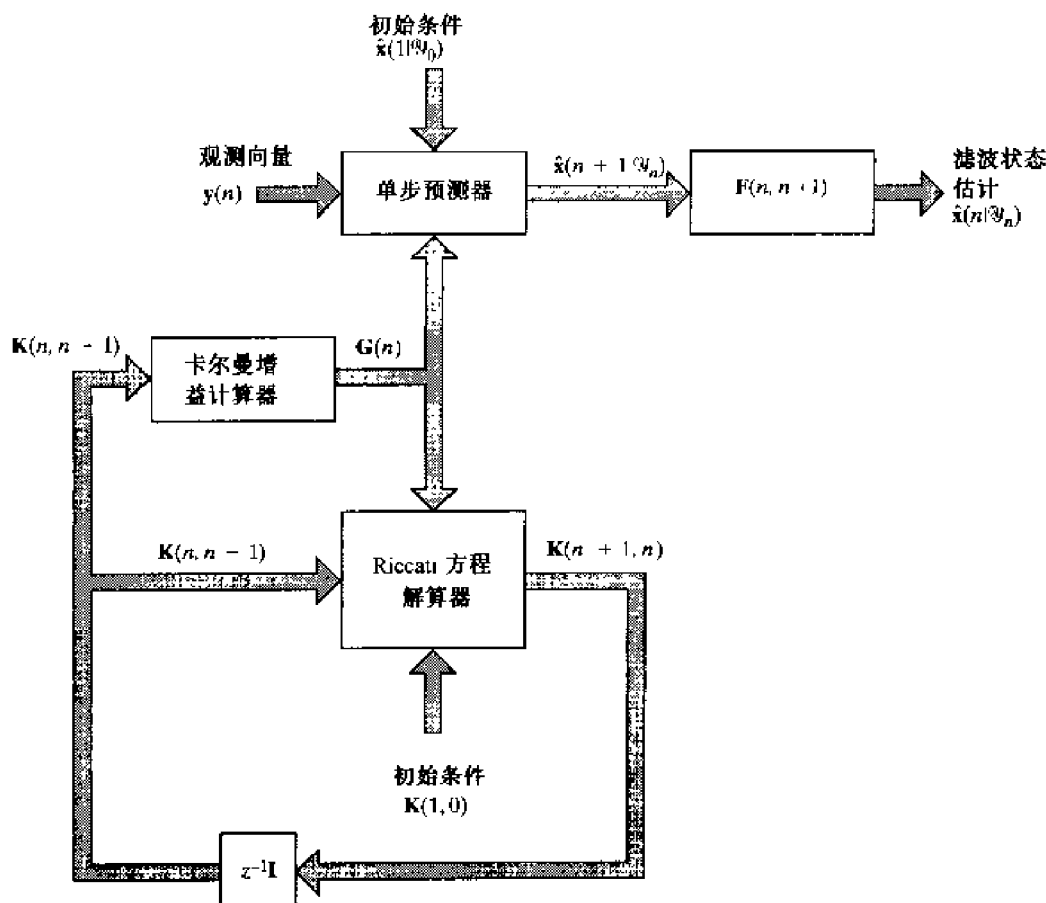 初始条件
x̂(1|𝒴₀)
观测向量
y(n)
单步预测器
x̂(n + 1|𝒴ₙ)
F(n, n + 1)
滤波状态
估计
x̂(n|𝒴ₙ)
K(n, n − 1)
卡尔曼增
益计算器
G(n)
K(n, n − 1)
Riccati 方程
解算器
K(n + 1, n)
初始条件
K(1, 0)
z⁻¹I